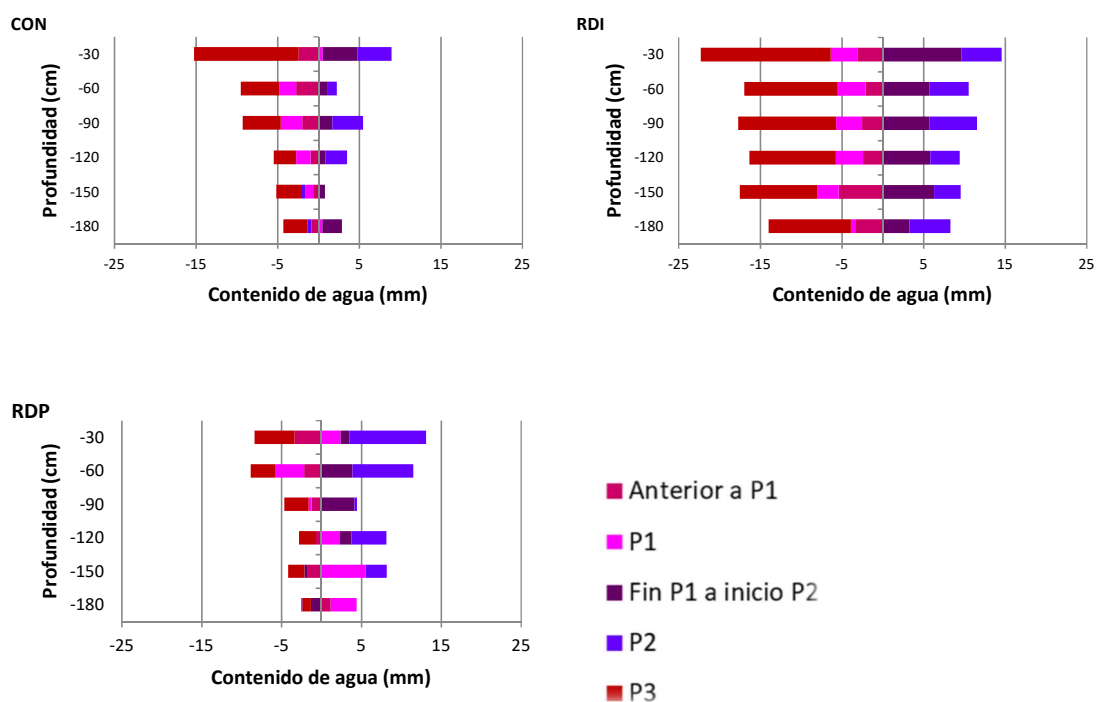 CON
Profundidad (cm)
-30
-60
-90
-120
-150
-180
-25 -15 -5 5 15 25
Contenido de agua (mm)
RDI
Profundidad (cm)
-30
-60
-90
-120
-150
-180
-25 -15 -5 5 15 25
Contenido de agua (mm)
RDP
Profundidad (cm)
-30
-60
-90
-120
-150
-180
-25 -15 -5 5 15 25
Contenido de agua (mm)
Anterior a P1
P1
Fin P1 a inicio P2
P2
P3